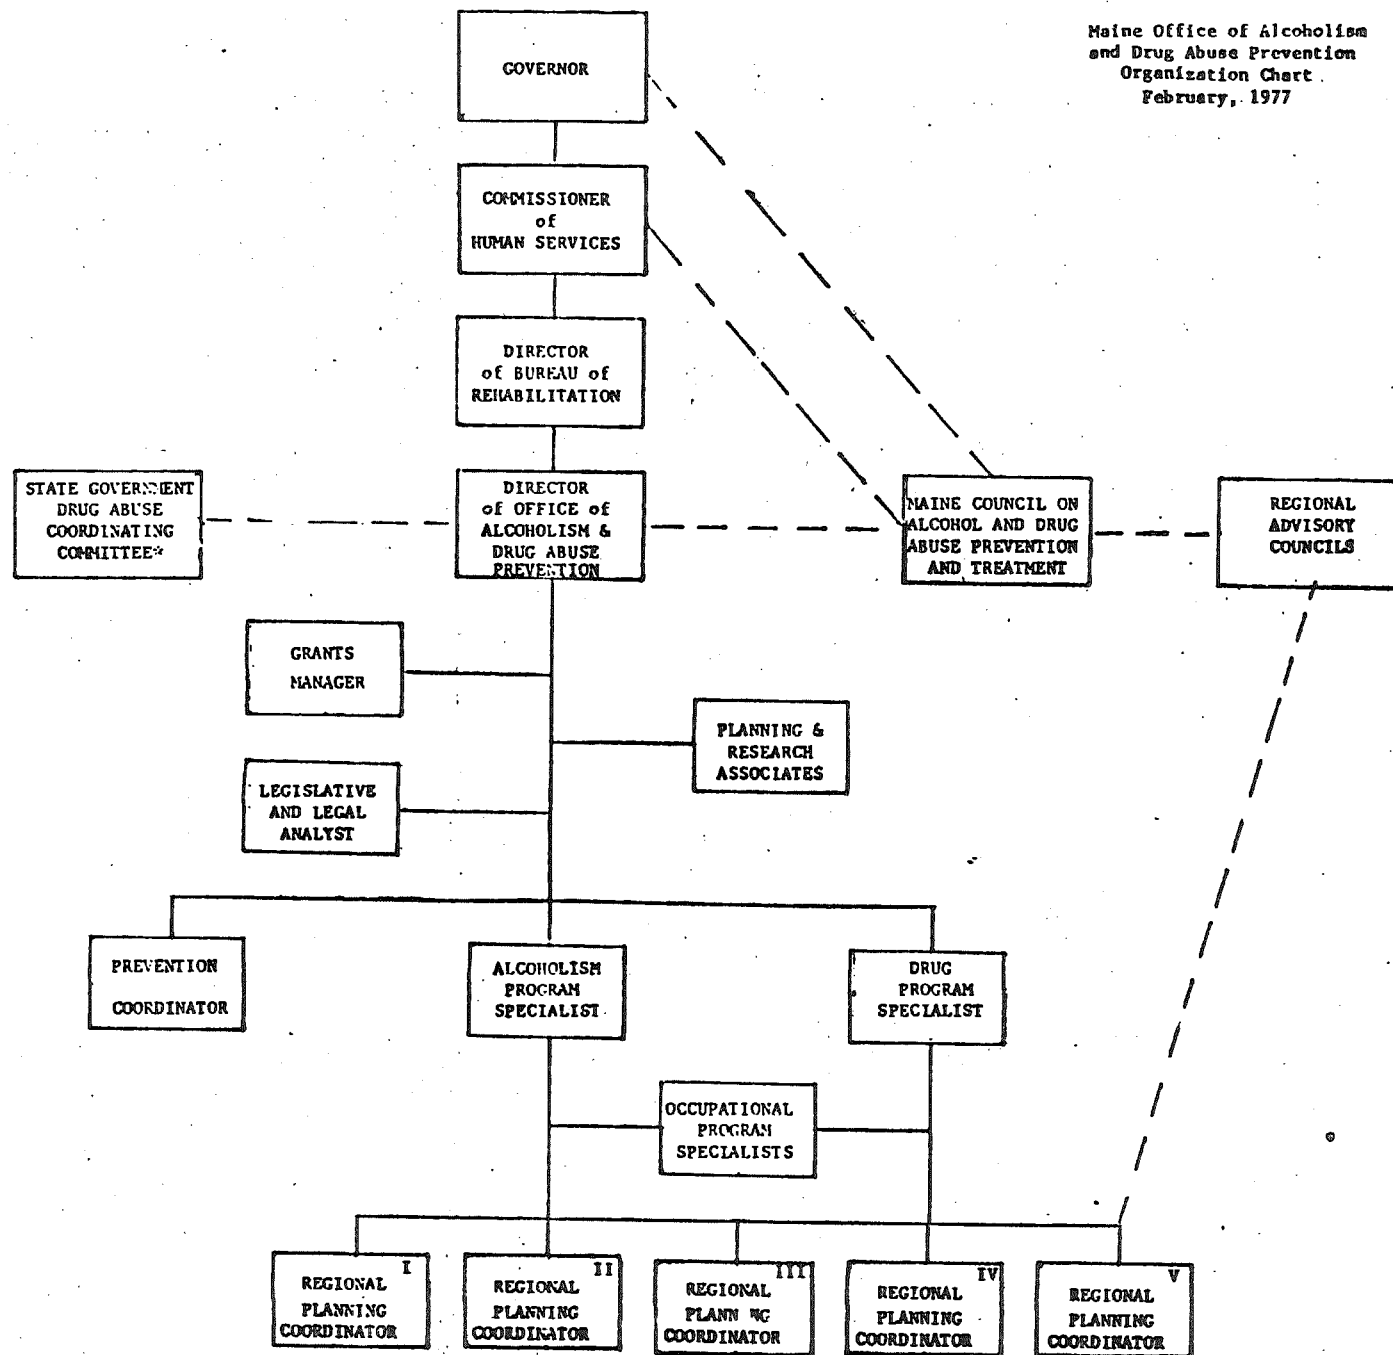 Maine Office of Alcoholism
and Drug Abuse Prevention
Organization Chart
February, 1977
GOVERNOR
COMMISSIONER
of
HUMAN SERVICES
DIRECTOR
of BUREAU of
REHABILITATION
STATE GOVERNMENT
DRUG ABUSE
COORDINATING
COMMITTEE*
DIRECTOR
of OFFICE of
ALCOHOLISM &
DRUG ABUSE
PREVENTION
MAINE COUNCIL ON
ALCOHOL AND DRUG
ABUSE PREVENTION
AND TREATMENT
REGIONAL
ADVISORY
COUNCILS
GRANTS
MANAGER
PLANNING &
RESEARCH
ASSOCIATES
LEGISLATIVE
AND LEGAL
ANALYST
PREVENTION
COORDINATOR
ALCOHOLISM
PROGRAM
SPECIALIST
DRUG
PROGRAM
SPECIALIST
OCCUPATIONAL
PROGRAM
SPECIALISTS
I
REGIONAL
PLANNING
COORDINATOR
II
REGIONAL
PLANNING
COORDINATOR
III
REGIONAL
PLANNING
COORDINATOR
IV
REGIONAL
PLANNING
COORDINATOR
V
REGIONAL
PLANNING
COORDINATOR